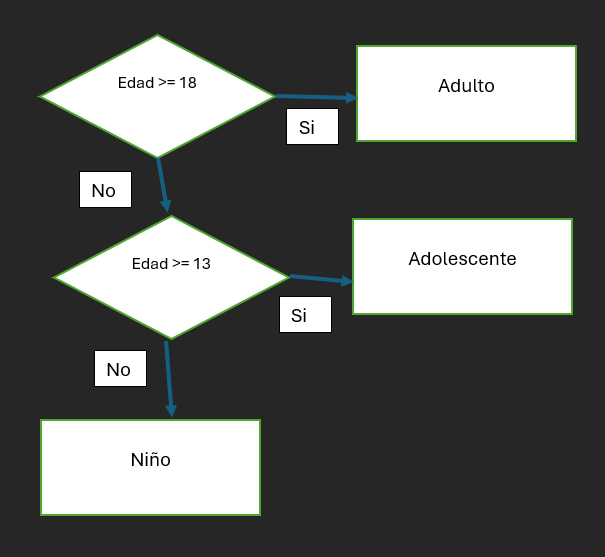 Edad >= 18
Adulto
Si
No
Edad >= 13
Adolescente
Si
No
Niño